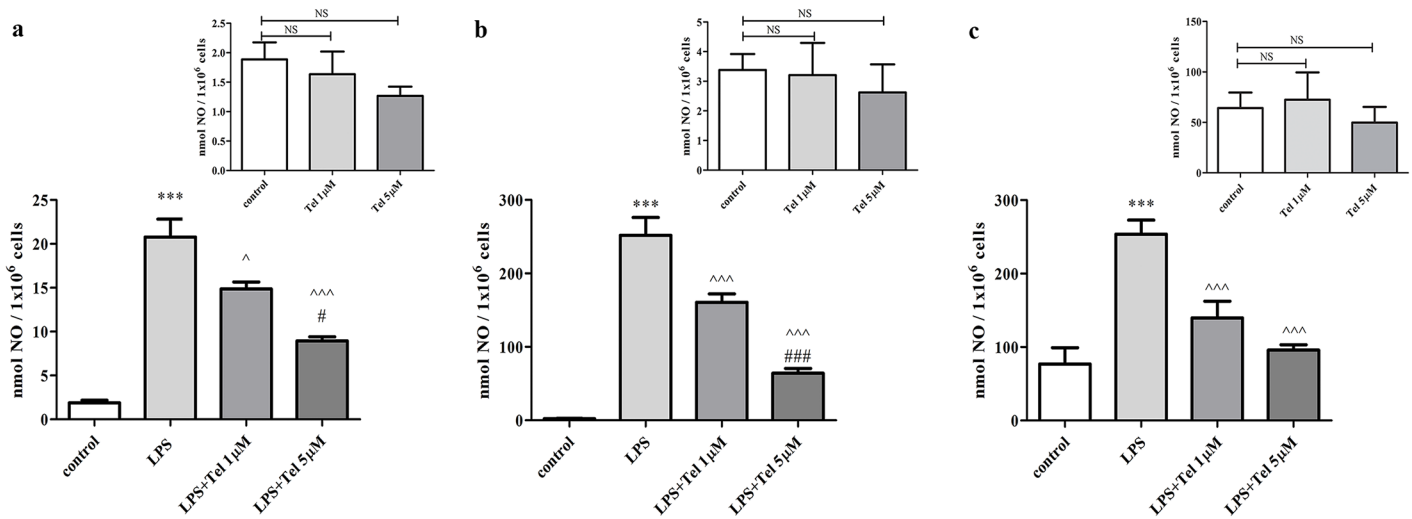 a
nmol NO / 1x10⁶ cells
2.5
2.0
1.5
1.0
0.5
0.0
NS
NS
control
Tel 1μM
Tel 5μM
nmol NO / 1x10⁶ cells
25
20
15
10
5
0
***
^
^^^
#
control
LPS
LPS+Tel 1μM
LPS+Tel 5μM
b
nmol NO / 1x10⁶ cells
5
4
3
2
1
0
NS
NS
control
Tel 1μM
Tel 5μM
nmol NO / 1x10⁶ cells
300
200
100
0
***
^^^
^^^
###
control
LPS
LPS+Tel 1μM
LPS+Tel 5μM
c
nmol NO / 1x10⁶ cells
150
100
50
0
NS
NS
control
Tel 1μM
Tel 5μM
nmol NO / 1x10⁶ cells
300
200
100
0
***
^^^
^^^
control
LPS
LPS+Tel 1μM
LPS+Tel 5μM